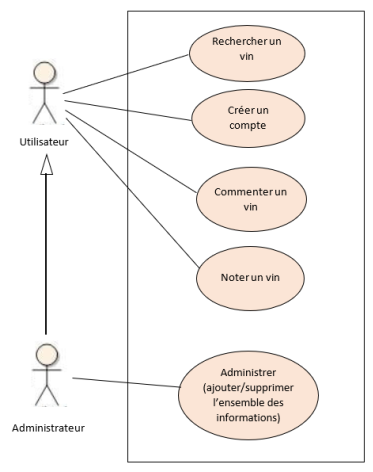 Rechercher un
vin
Créer un
compte
Utilisateur
Commenter un
vin
Noter un vin
Administrer
(ajouter/supprimer
l'ensemble des
informations)
Administrateur